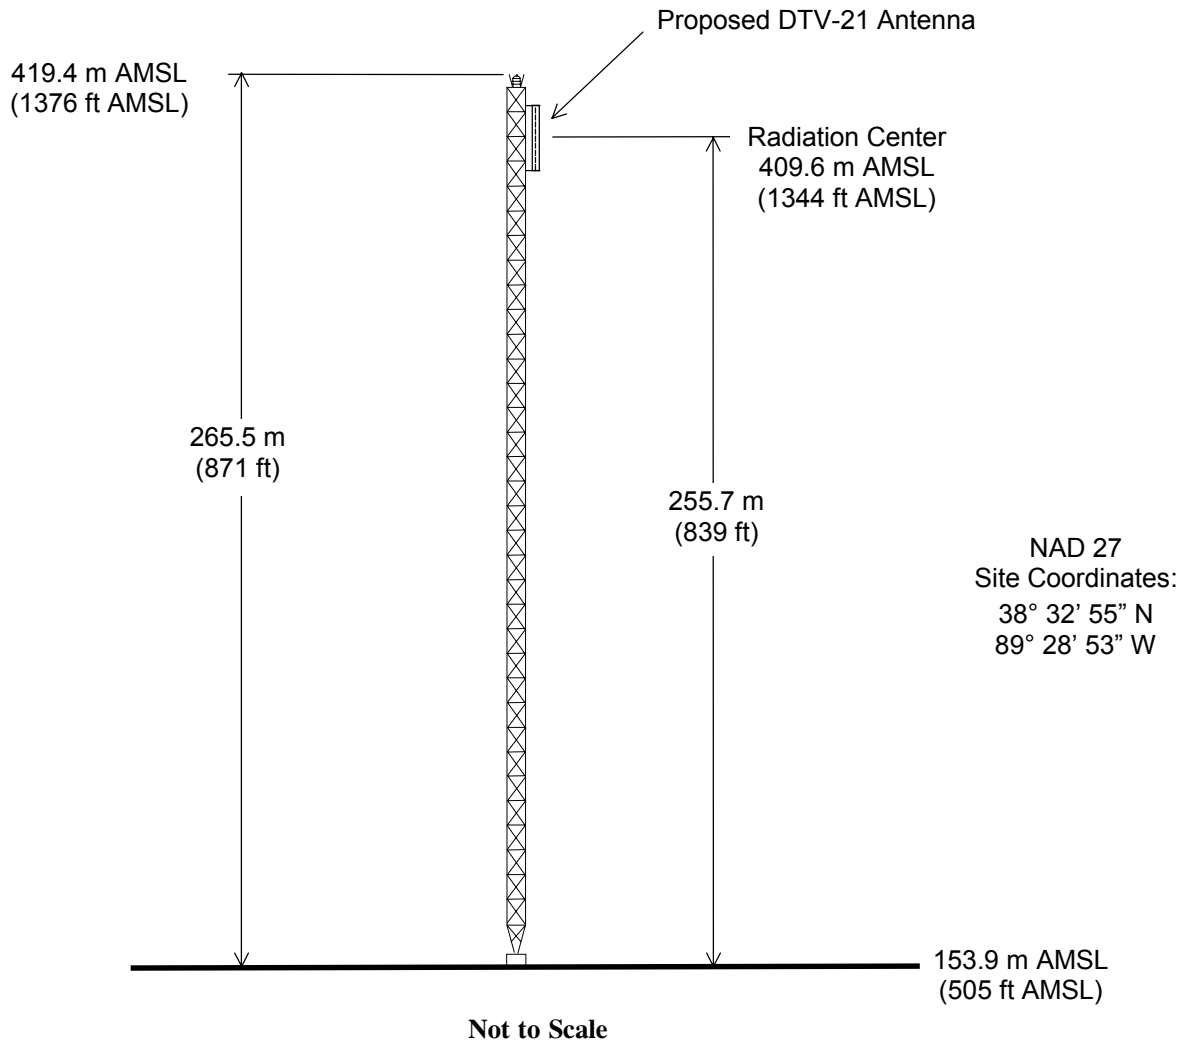 Proposed DTV-21 Antenna
419.4 m AMSL
(1376 ft AMSL)
Radiation Center
409.6 m AMSL
(1344 ft AMSL)
265.5 m
(871 ft)
255.7 m
(839 ft)
NAD 27
Site Coordinates:
38° 32’ 55” N
89° 28’ 53” W
153.9 m AMSL
(505 ft AMSL)
Not to Scale